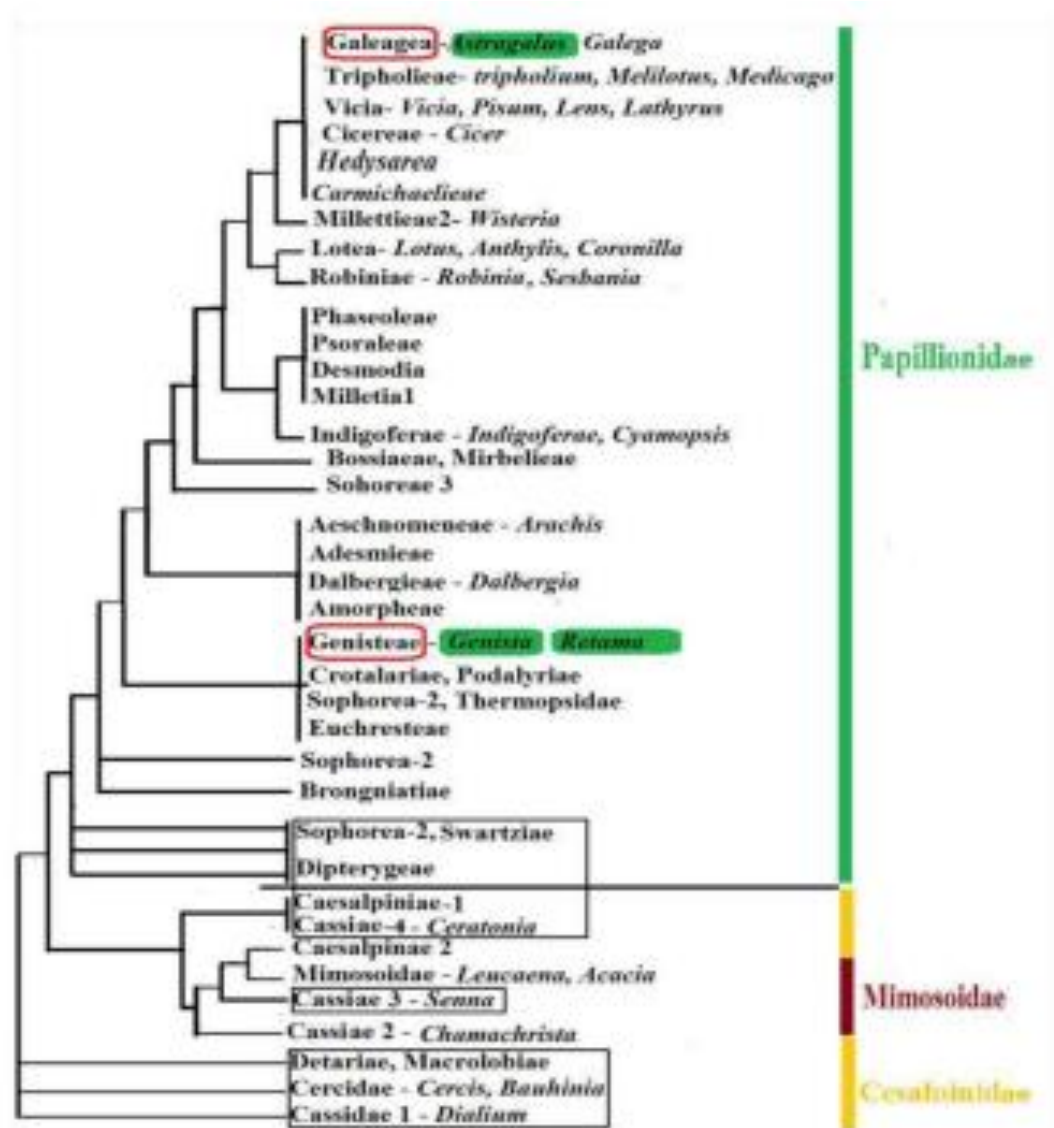 Galeagea - Astragalus Galega
Tripholieae- tripholium, Melilotus, Medicago
Vicia- Vicia, Pisum, Lens, Lathyrus
Cicereae - Cicer
Hedysarea
Carmichaelieae
Millettieae2- Wisteria
Lotea- Lotus, Anthylis, Coronilla
Robiniae - Robinia, Sesbania
Phaseoleae
Psoraleae
Desmodia
Milletia1
Indigoferae - Indigoferae, Cyamopsis
Bossiaeae, Mirbelieae
Sohoreae 3
Papillionidae
Aeschnomeneae - Arachis
Adesmieae
Dalbergieae - Dalbergia
Amorpheae
Genisteae - Genista Retama
Crotalariae, Podalyriae
Sophorea-2, Thermopsidae
Euchresteae
Sophorea-2
Brongniatiae
Sophorea-2, Swartziae
Dipterygeae
Caesalpiniae-1
Cassiae-4 - Ceratonia
Caesalpinae 2
Mimosoidae - Leucaena, Acacia
Cassiae 3 - Senna
Mimosoidae
Cassiae 2 - Chamachrista
Detariae, Macrolobiae
Cercidae - Cercis, Bauhinia
Cassidae 1 - Dialium